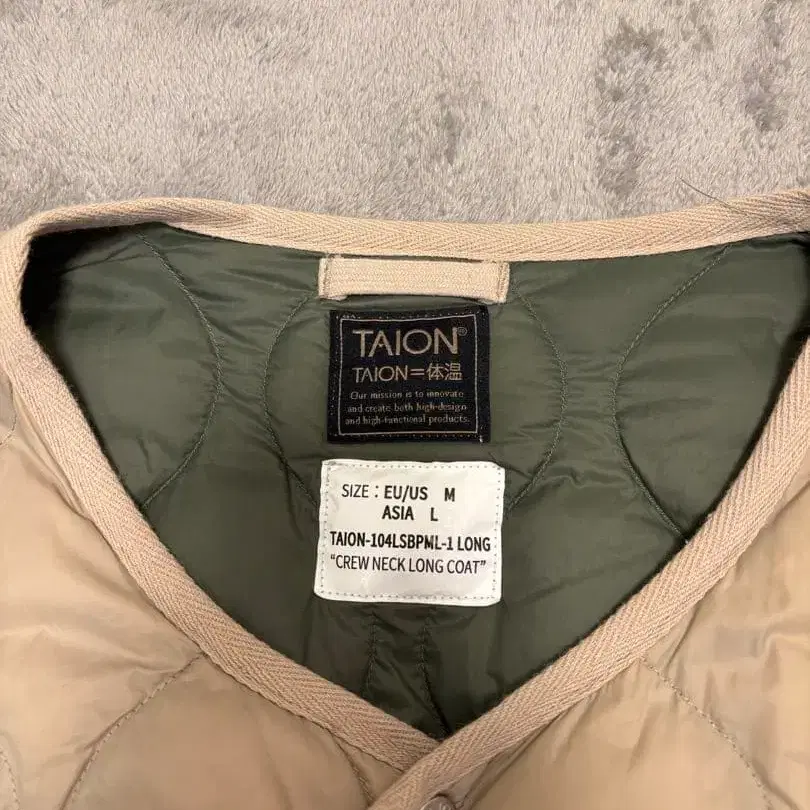 TAION®
TAION=体温
Our mission is to innovate
and create both high-design
and high-functional products.
SIZE : EU/US M
ASIA L
TAION-104LSBPML-1 LONG
"CREW NECK LONG COAT"